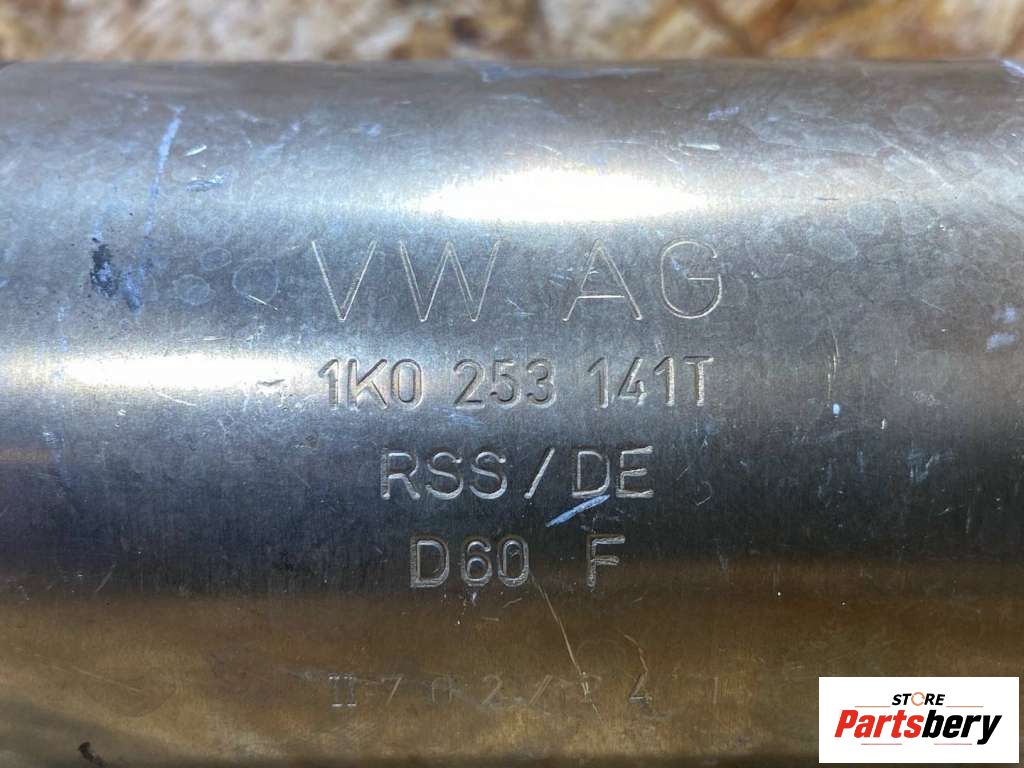 VW AG
1K0 253 141T
RSS/DE
D60 F
STORE
Partsbery